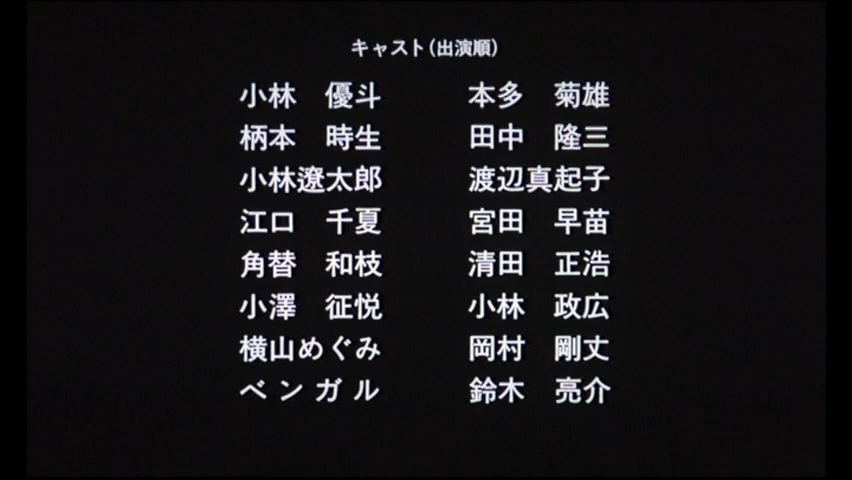 キャスト(出演順)
小林 優斗 本多 菊雄
柄本 時生 田中 隆三
小林遼太郎 渡辺真起子
江口 千夏 宮田 早苗
角替 和枝 清田 正浩
小澤 征悦 小林 政広
横山めぐみ 岡村 剛丈
ベンガル 鈴木 亮介